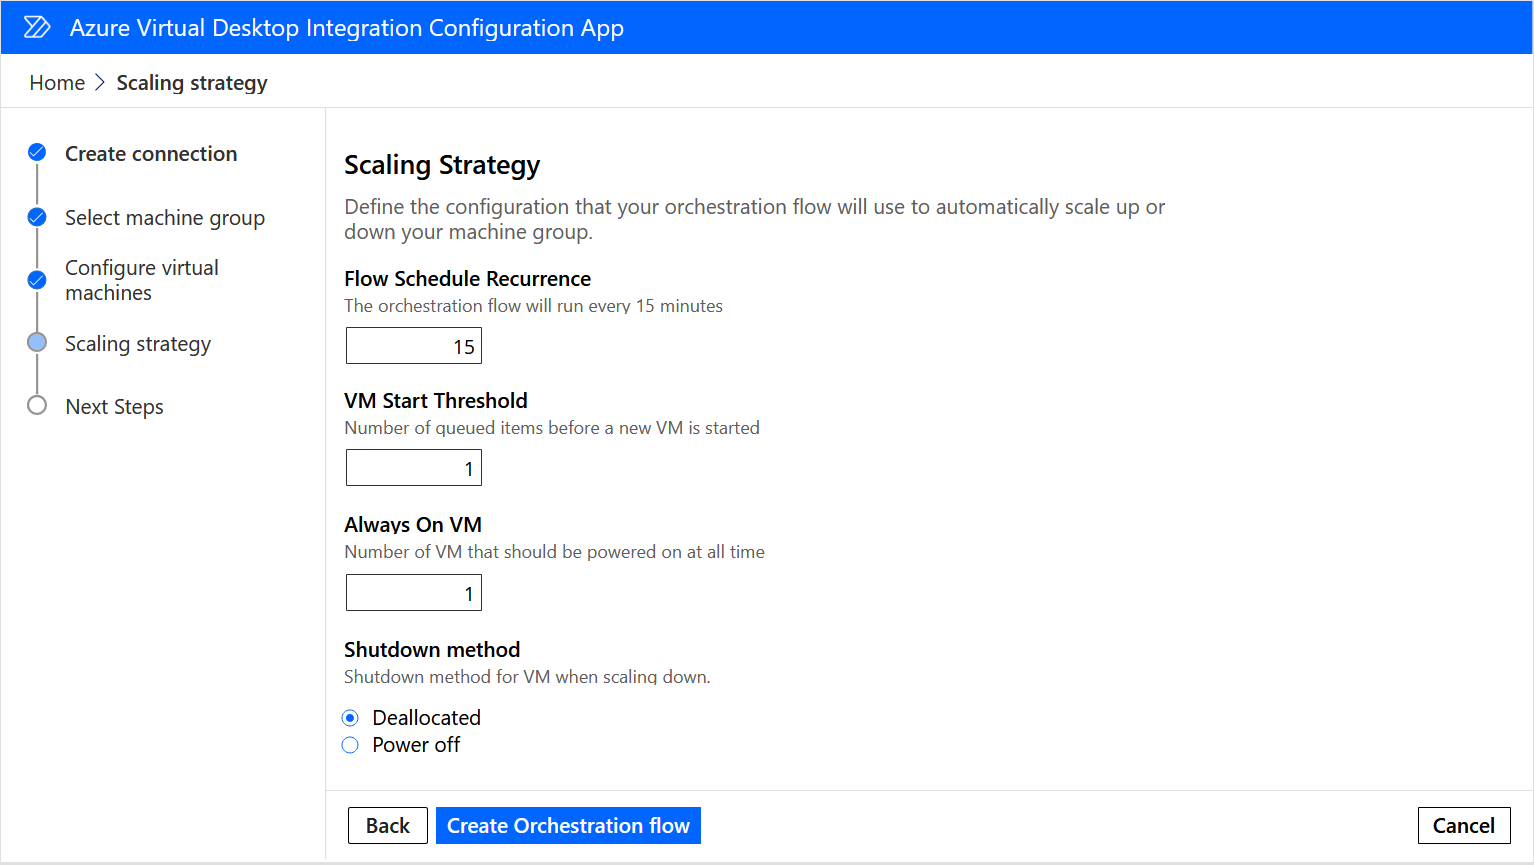 Azure Virtual Desktop Integration Configuration App
Home > Scaling strategy
Create connection
Select machine group
Configure virtual
machines
Scaling strategy
Next Steps
Scaling Strategy
Define the configuration that your orchestration flow will use to automatically scale up or
down your machine group.
Flow Schedule Recurrence
The orchestration flow will run every 15 minutes
15
VM Start Threshold
Number of queued items before a new VM is started
1
Always On VM
Number of VM that should be powered on at all time
1
Shutdown method
Shutdown method for VM when scaling down.
Deallocated
Power off
Back
Create Orchestration flow
Cancel